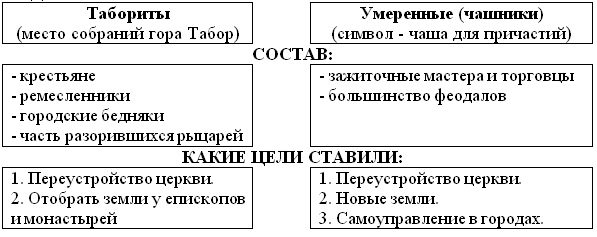 Табориты
(место собраний гора Табор)
Умеренные (чашники)
(символ - чаша для причастий)
СОСТАВ:
- крестьяне
- ремесленники
- городские бедняки
- часть разорившихся рыцарей
- зажиточные мастера и торговцы
- большинство феодалов
КАКИЕ ЦЕЛИ СТАВИЛИ:
1. Переустройство церкви.
2. Отобрать земли у епископов
и монастырей
1. Переустройство церкви.
2. Новые земли.
3. Самоуправление в городах.